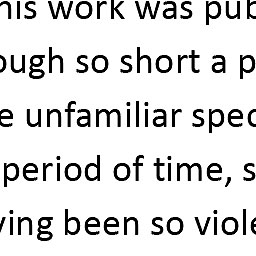 his work was pub
ough so short a p
e unfamiliar spec
period of time, s
ving been so viole